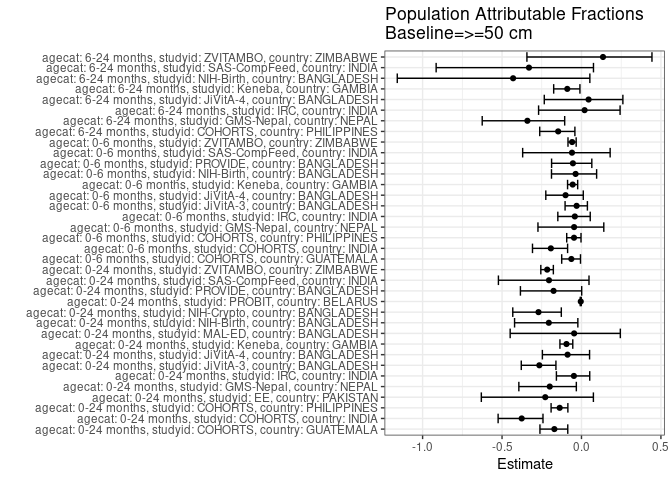 Population Attributable Fractions
Baseline=>=50 cm
agecat: 6-24 months, studyid: ZVITAMBO, country: ZIMBABWE
agecat: 6-24 months, studyid: SAS-CompFeed, country: INDIA
agecat: 6-24 months, studyid: NIH-Birth, country: BANGLADESH
agecat: 6-24 months, studyid: Keneba, country: GAMBIA
agecat: 6-24 months, studyid: JiVitA-4, country: BANGLADESH
agecat: 6-24 months, studyid: IRC, country: INDIA
agecat: 6-24 months, studyid: GMS-Nepal, country: NEPAL
agecat: 6-24 months, studyid: COHORTS, country: PHILIPPINES
agecat: 0-6 months, studyid: ZVITAMBO, country: ZIMBABWE
agecat: 0-6 months, studyid: SAS-CompFeed, country: INDIA
agecat: 0-6 months, studyid: PROVIDE, country: BANGLADESH
agecat: 0-6 months, studyid: NIH-Birth, country: BANGLADESH
agecat: 0-6 months, studyid: Keneba, country: GAMBIA
agecat: 0-6 months, studyid: JiVitA-4, country: BANGLADESH
agecat: 0-6 months, studyid: JiVitA-3, country: BANGLADESH
agecat: 0-6 months, studyid: IRC, country: INDIA
agecat: 0-6 months, studyid: GMS-Nepal, country: NEPAL
agecat: 0-6 months, studyid: COHORTS, country: PHILIPPINES
agecat: 0-6 months, studyid: COHORTS, country: INDIA
agecat: 0-6 months, studyid: COHORTS, country: GUATEMALA
agecat: 0-24 months, studyid: ZVITAMBO, country: ZIMBABWE
agecat: 0-24 months, studyid: SAS-CompFeed, country: INDIA
agecat: 0-24 months, studyid: PROVIDE, country: BANGLADESH
agecat: 0-24 months, studyid: PROBIT, country: BELARUS
agecat: 0-24 months, studyid: NIH-Crypto, country: BANGLADESH
agecat: 0-24 months, studyid: NIH-Birth, country: BANGLADESH
agecat: 0-24 months, studyid: MAL-ED, country: BANGLADESH
agecat: 0-24 months, studyid: Keneba, country: GAMBIA
agecat: 0-24 months, studyid: JiVitA-4, country: BANGLADESH
agecat: 0-24 months, studyid: JiVitA-3, country: BANGLADESH
agecat: 0-24 months, studyid: IRC, country: INDIA
agecat: 0-24 months, studyid: GMS-Nepal, country: NEPAL
agecat: 0-24 months, studyid: EE, country: PAKISTAN
agecat: 0-24 months, studyid: COHORTS, country: PHILIPPINES
agecat: 0-24 months, studyid: COHORTS, country: INDIA
agecat: 0-24 months, studyid: COHORTS, country: GUATEMALA
-1.0 -0.5 0.0 0.5
Estimate